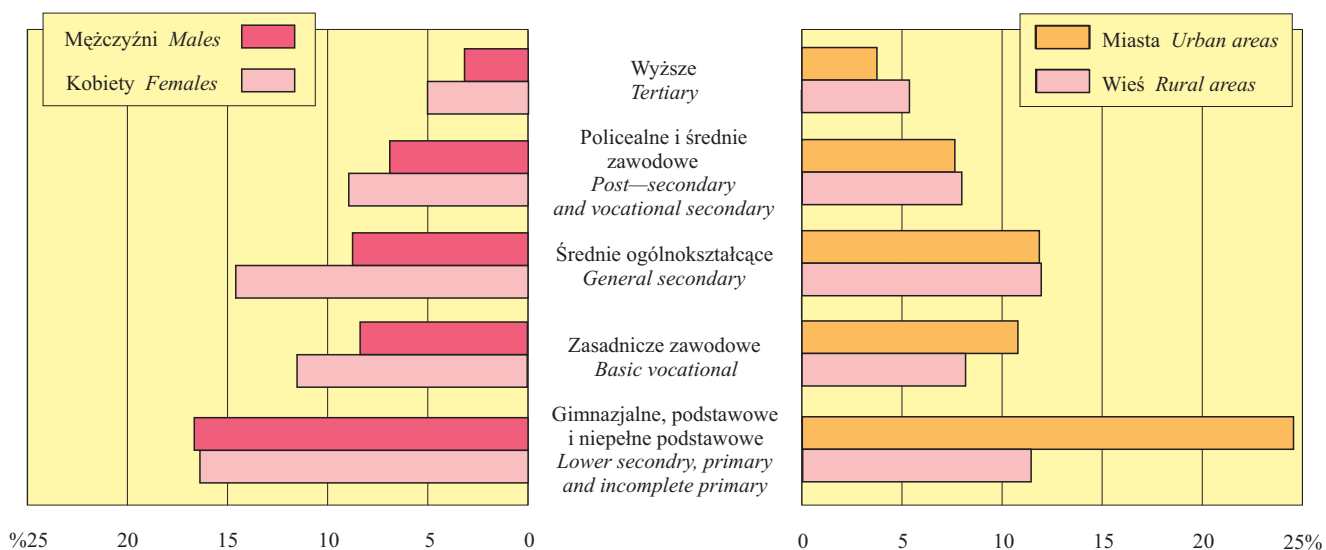 Mężczyźni Males
Kobiety Females
Miasta Urban areas
Wieś Rural areas
Wyższe
Tertiary
Policealne i średnie
zawodowe
Post—secondary
and vocational secondary
Średnie ogólnokształcące
General secondary
Zasadnicze zawodowe
Basic vocational
Gimnazjalne, podstawowe
i niepełne podstawowe
Lower secondry, primary
and incomplete primary
%25 20 15 10 5 0
0 5 10 15 20 25%